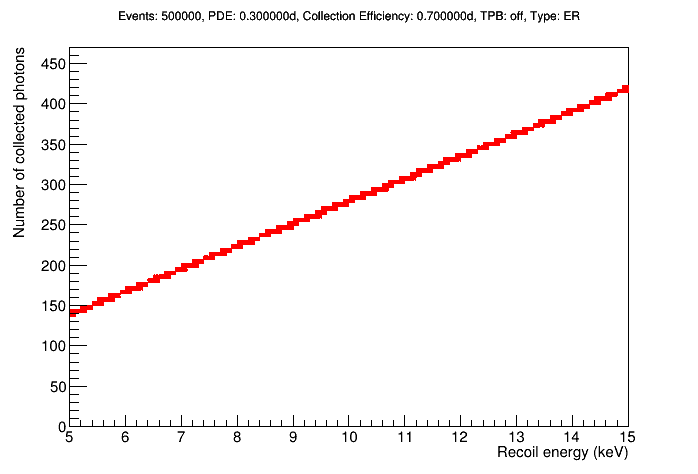 Events: 500000, PDE: 0.300000d, Collection Efficiency: 0.700000d, TPB: off, Type: ER
Number of collected photons
450
400
350
300
250
200
150
100
50
0
5 6 7 8 9 10 11 12 13 14 15
Recoil energy (keV)